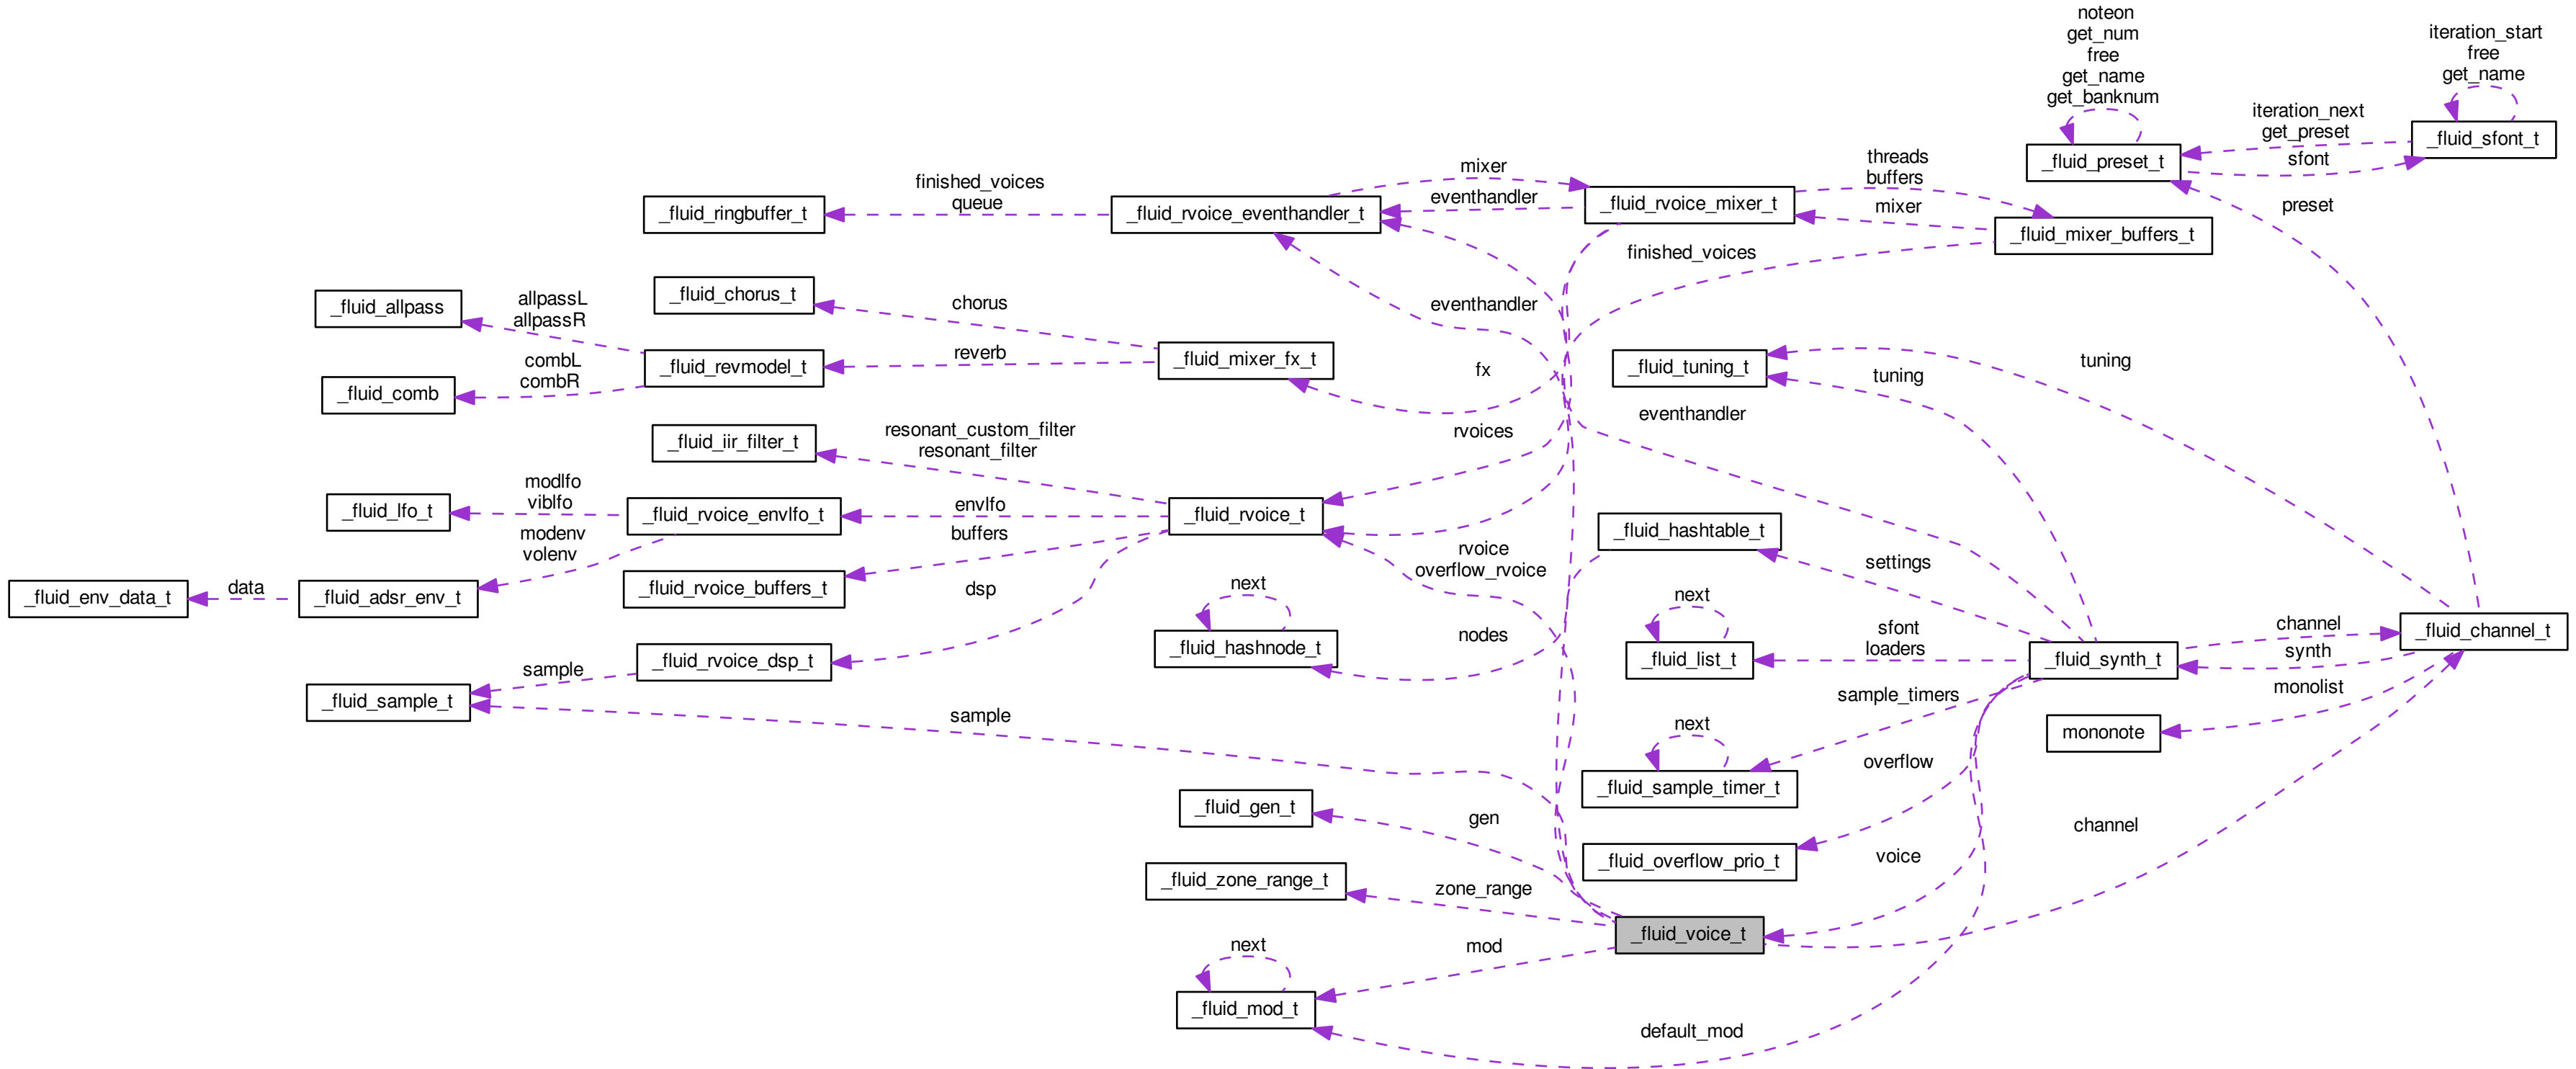 noteon
get_num
free
get_name
get_banknum
iteration_start
free
get_name
iteration_next
get_preset
_fluid_sfont_t
_fluid_preset_t
sfont
mixer
threads
buffers
finished_voices
queue
_fluid_ringbuffer_t
_fluid_rvoice_eventhandler_t
eventhandler
_fluid_rvoice_mixer_t
mixer
preset
_fluid_mixer_buffers_t
finished_voices
_fluid_chorus_t
chorus
eventhandler
_fluid_allpass
allpassL
allpassR
_fluid_revmodel_t
reverb
_fluid_mixer_fx_t
fx
_fluid_tuning_t
tuning
tuning
combL
combR
_fluid_comb
eventhandler
_fluid_iir_filter_t
resonant_custom_filter
resonant_filter
rvoices
modlfo
viblfo
_fluid_lfo_t
_fluid_rvoice_envlfo_t
envlfo
_fluid_rvoice_t
buffers
_fluid_hashtable_t
modenv
volenv
rvoice
overflow_rvoice
settings
_fluid_env_data_t
data
_fluid_adsr_env_t
_fluid_rvoice_buffers_t
dsp
next
next
_fluid_hashnode_t
nodes
_fluid_list_t
sfont
loaders
_fluid_synth_t
channel
synth
_fluid_channel_t
_fluid_rvoice_dsp_t
sample
_fluid_sample_t
sample
sample_timers
monolist
next
mononote
_fluid_sample_timer_t
overflow
_fluid_gen_t
gen
channel
_fluid_overflow_prio_t
voice
_fluid_zone_range_t
zone_range
_fluid_voice_t
next
mod
_fluid_mod_t
default_mod